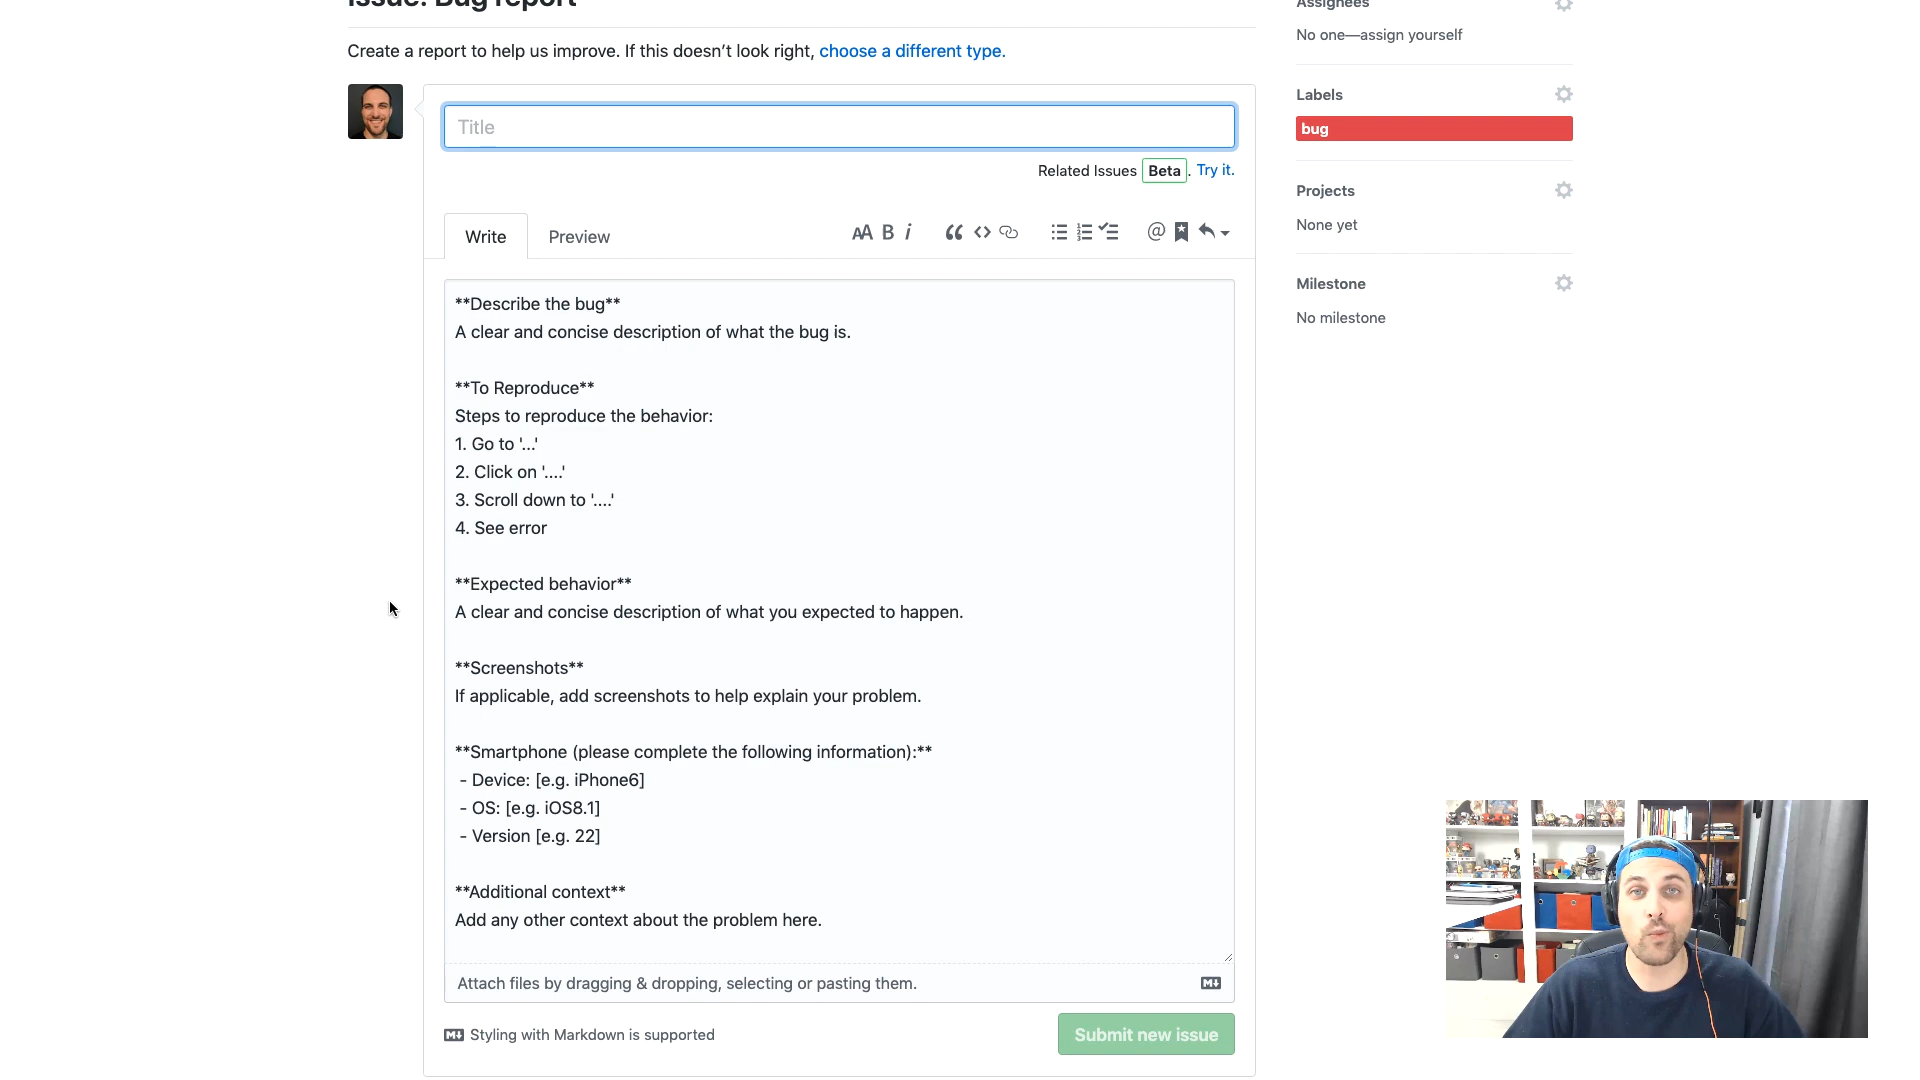 Issue: Bug report
Create a report to help us improve. If this doesn't look right, choose a different type.
Title
Related Issues Beta. Try it.
Write
Preview
**Describe the bug**
A clear and concise description of what the bug is.
**To Reproduce**
Steps to reproduce the behavior:
1. Go to '...'
2. Click on '....'
3. Scroll down to '....'
4. See error
**Expected behavior**
A clear and concise description of what you expected to happen.
**Screenshots**
If applicable, add screenshots to help explain your problem.
**Smartphone (please complete the following information):**
- Device: [e.g. iPhone6]
- OS: [e.g. iOS8.1]
- Version [e.g. 22]
**Additional context**
Add any other context about the problem here.
Attach files by dragging & dropping, selecting or pasting them.
Styling with Markdown is supported
Submit new issue
Assignees
No one—assign yourself
Labels
bug
Projects
None yet
Milestone
No milestone